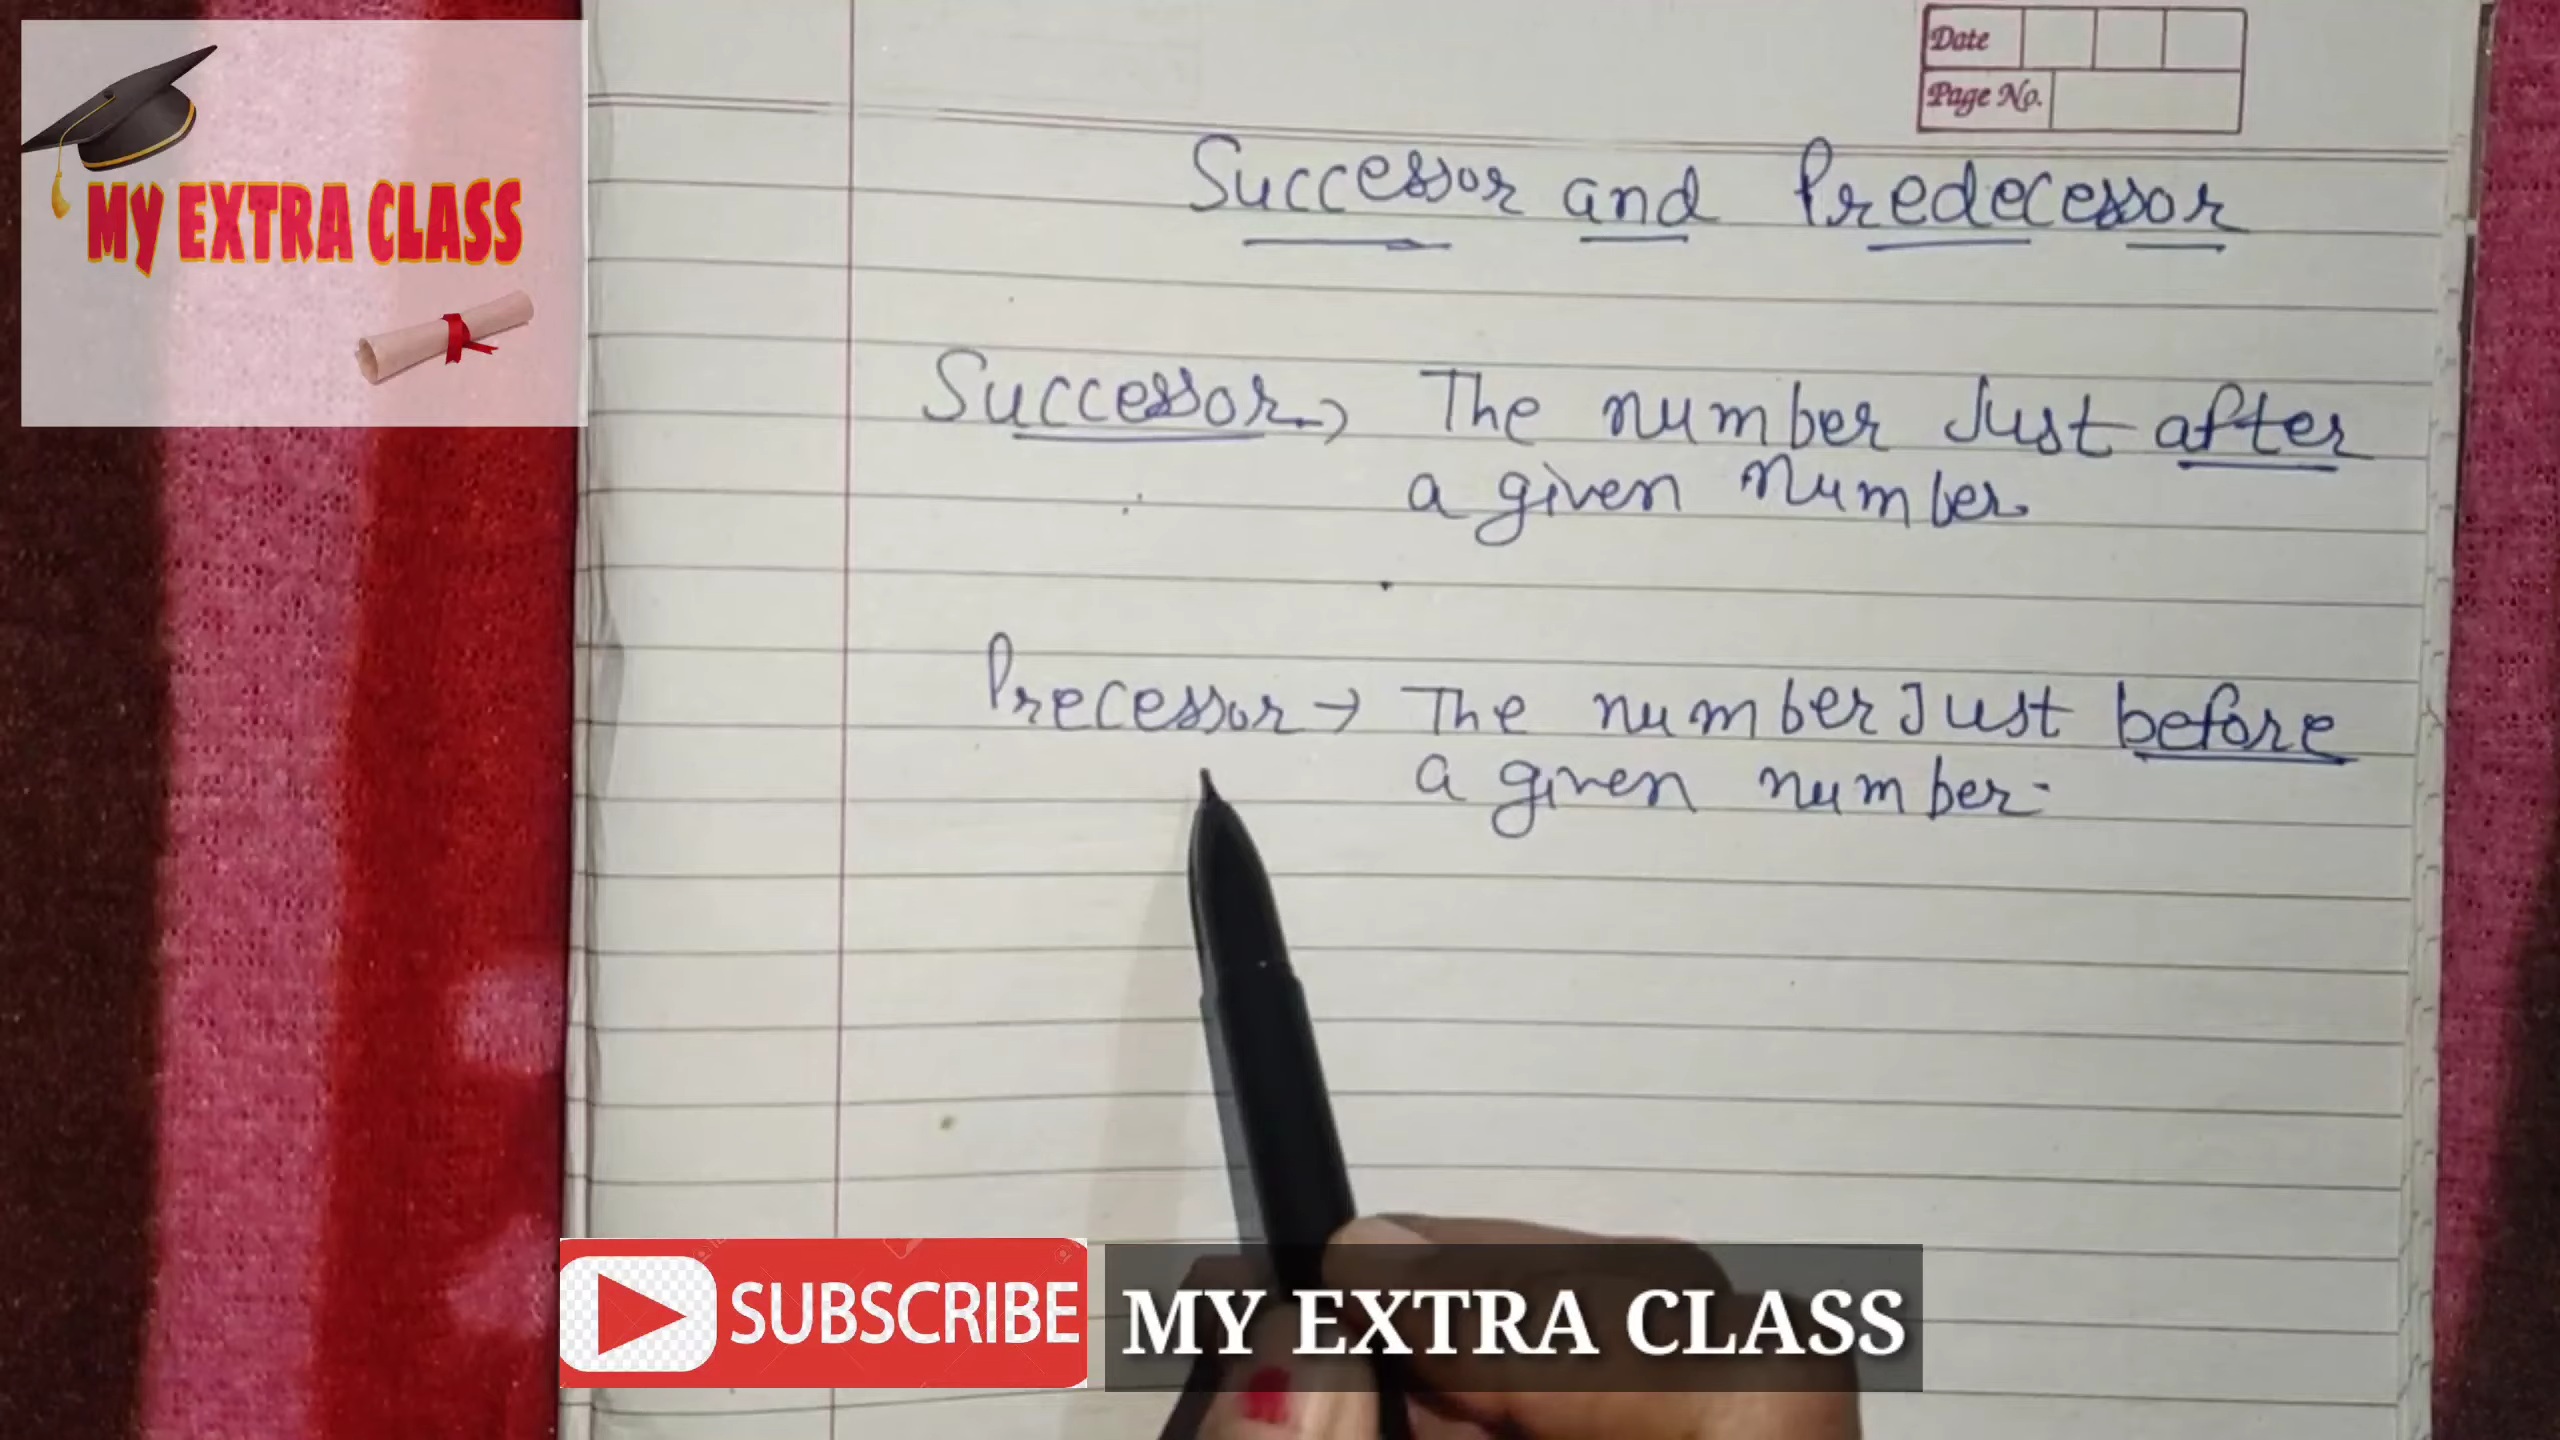 MY EXTRA CLASS
Date
Page No.
Successor and Predecessor
Successor → The number Just after
a given Number.
Precessor → The number Just before
a given number.
SUBSCRIBE
MY EXTRA CLASS